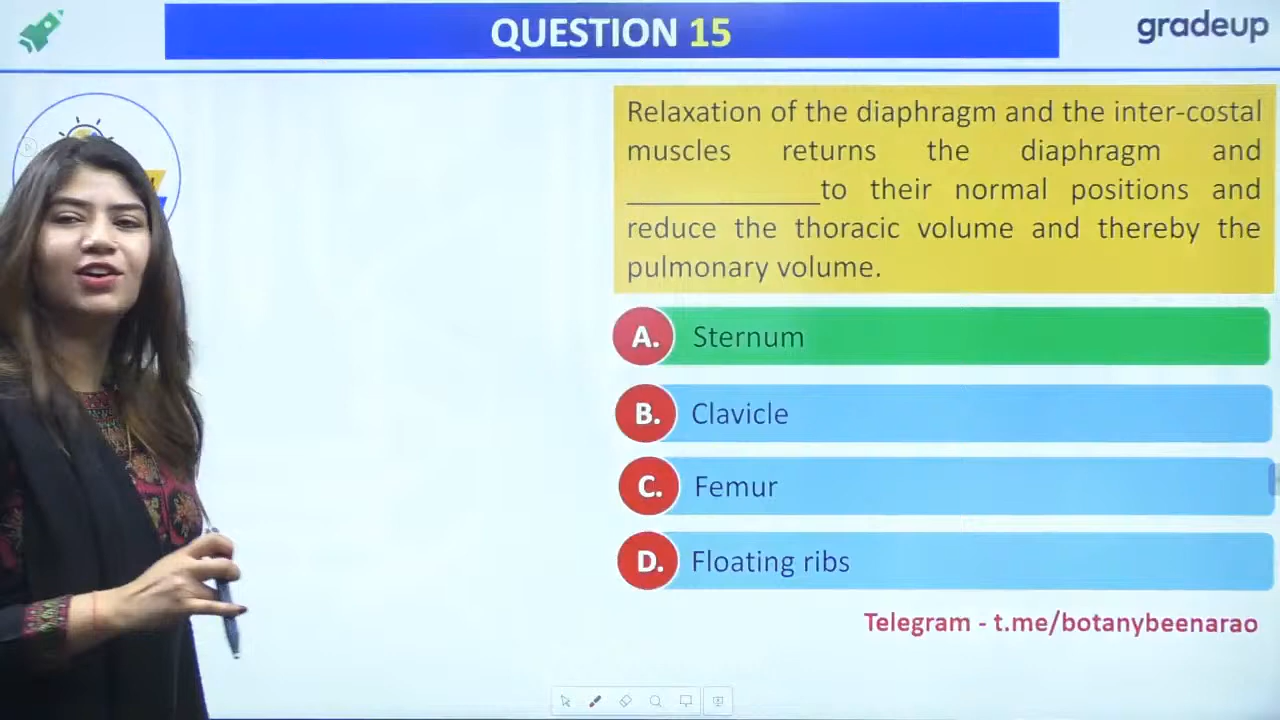 QUESTION 15
gradeup
Relaxation of the diaphragm and the inter-costal
muscles returns the diaphragm and
____________to their normal positions and
reduce the thoracic volume and thereby the
pulmonary volume.
A. Sternum
B. Clavicle
C. Femur
D. Floating ribs
Telegram - t.me/botanybeenarao